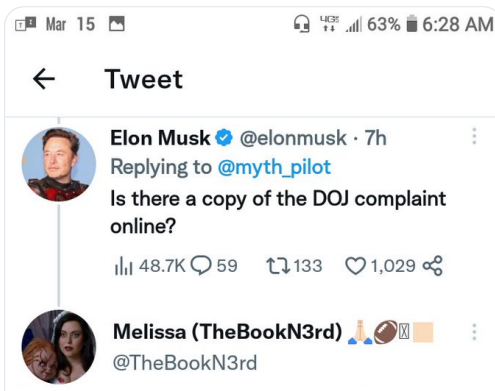 Mar 15 4G 63% 6:28 AM
Tweet
Elon Musk @elonmusk · 7h
Replying to @myth_pilot
Is there a copy of the DOJ complaint
online?
48.7K 59 133 1,029
Melissa (TheBookN3rd) 🙏🏻🏈
@TheBookN3rd